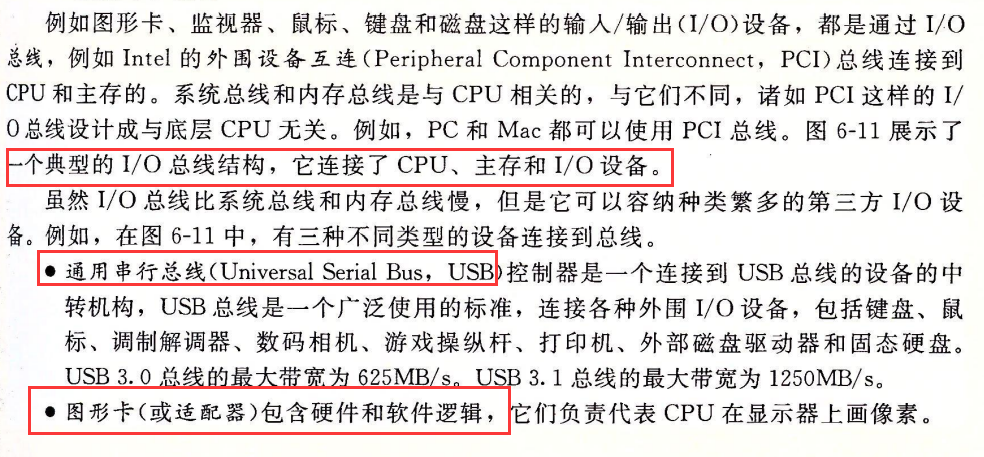 例如图形卡、监视器、鼠标、键盘和磁盘这样的输入/输出(I/O)设备，都是通过 I/O
总线，例如 Intel 的外围设备互连(Peripheral Component Interconnect，PCI)总线连接到
CPU 和主存的。系统总线和内存总线是与 CPU 相关的，与它们不同，诸如 PCI 这样的 I/
O 总线设计成与底层 CPU 无关。例如，PC 和 Mac 都可以使用 PCI 总线。图 6-11 展示了
一个典型的 I/O 总线结构，它连接了 CPU、主存和 I/O 设备。
虽然 I/O 总线比系统总线和内存总线慢，但是它可以容纳种类繁多的第三方 I/O 设
备。例如，在图 6-11 中，有三种不同类型的设备连接到总线。
● 通用串行总线(Universal Serial Bus，USB)控制器是一个连接到 USB 总线的设备的中
转机构，USB 总线是一个广泛使用的标准，连接各种外围 I/O 设备，包括键盘、鼠
标、调制解调器、数码相机、游戏操纵杆、打印机、外部磁盘驱动器和固态硬盘。
USB 3.0 总线的最大带宽为 625MB/s。USB 3.1 总线的最大带宽为 1250MB/s。
● 图形卡(或适配器)包含硬件和软件逻辑，它们负责代表 CPU 在显示器上画像素。